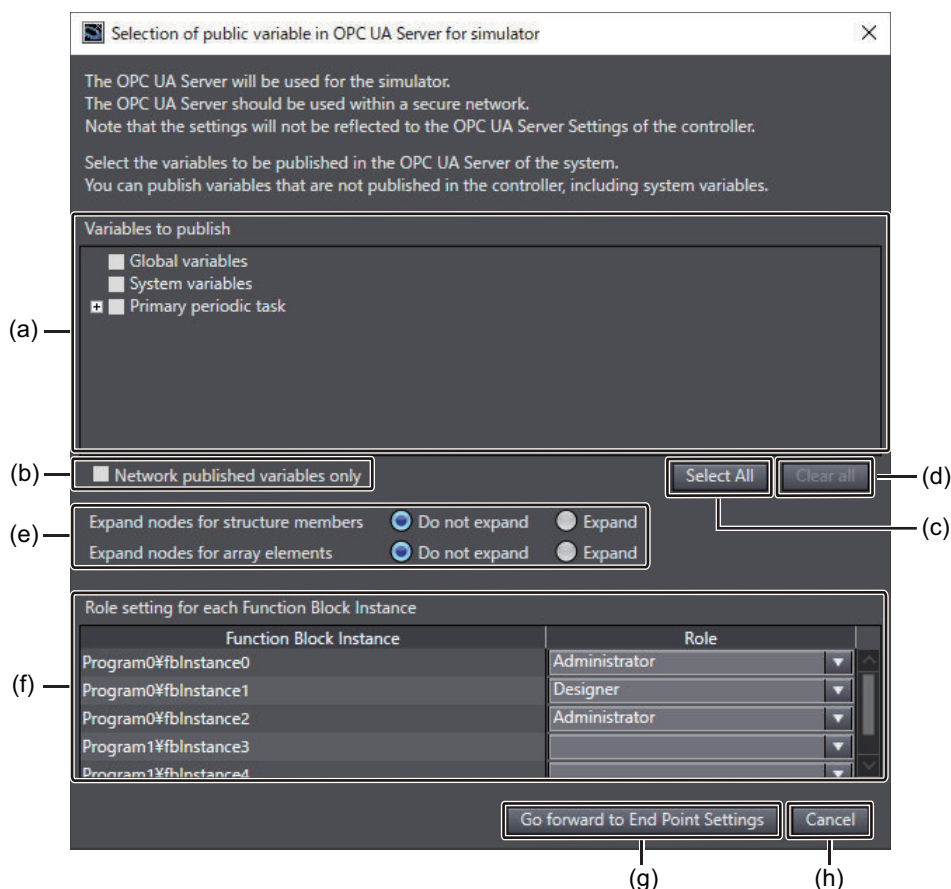 Selection of public variable in OPC UA Server for simulator
The OPC UA Server will be used for the simulator.
The OPC UA Server should be used within a secure network.
Note that the settings will not be reflected to the OPC UA Server Settings of the controller.
Select the variables to be published in the OPC UA Server of the system.
You can publish variables that are not published in the controller, including system variables.
Variables to publish
Global variables
System variables
Primary periodic task
(a)
(b) Network published variables only Select All Clear all (d)
(c)
(e) Expand nodes for structure members Do not expand Expand
Expand nodes for array elements Do not expand Expand
Role setting for each Function Block Instance
Function Block Instance Role
Program0¥fbInstance0 Administrator
(f) Program0¥fbInstance1 Designer
Program0¥fbInstance2 Administrator
Program1¥fbInstance3
Program1¥fbInstance4
Go forward to End Point Settings Cancel
(g) (h)